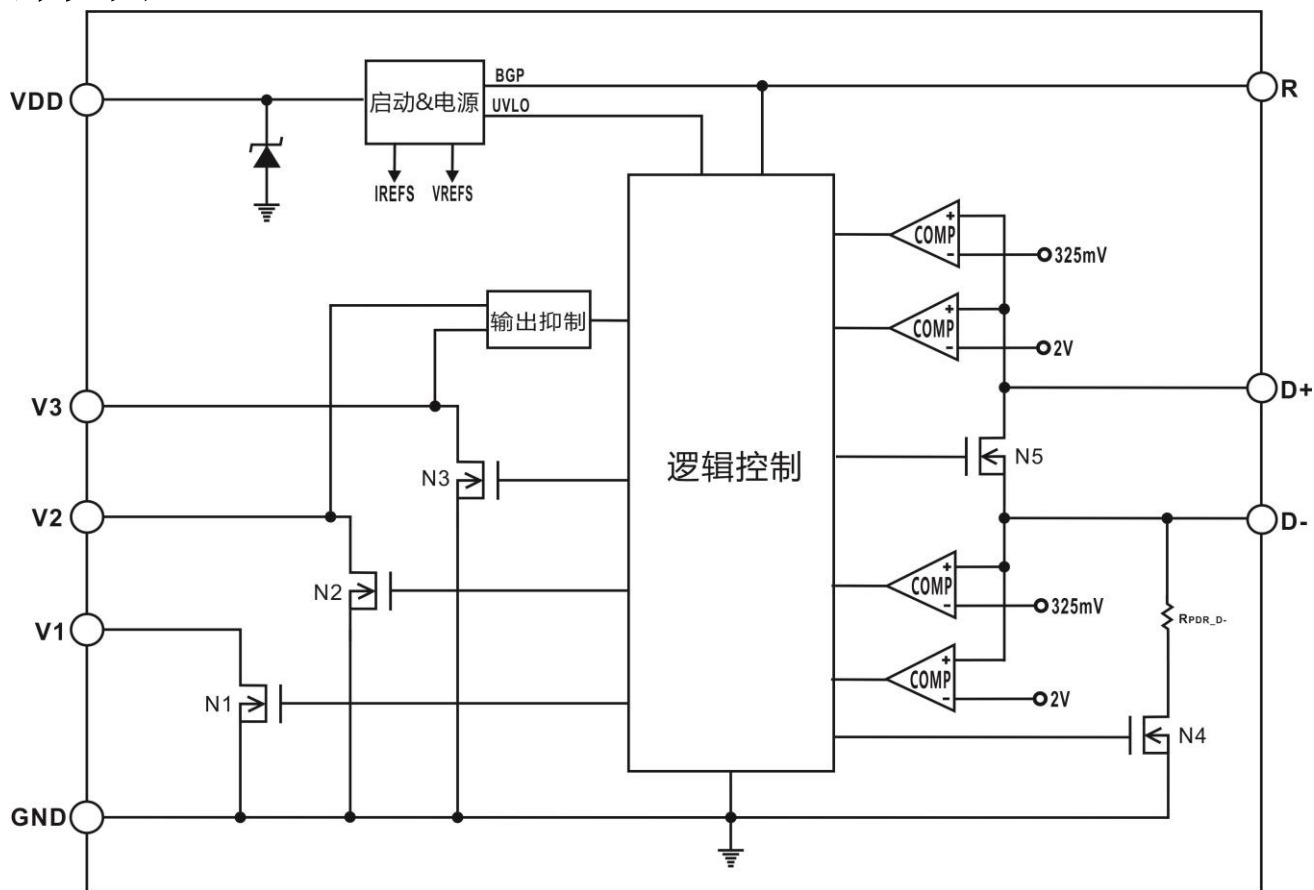 VDD
启动&电源
BGP
UVLO
IREFS
VREFS
R
COMP
+
-
325mV
COMP
+
-
2V
输出抑制
V3
D+
N3
逻辑控制
N5
V2
D-
N2
COMP
+
-
325mV
RPDR_D-
V1
COMP
+
-
2V
N1
N4
GND